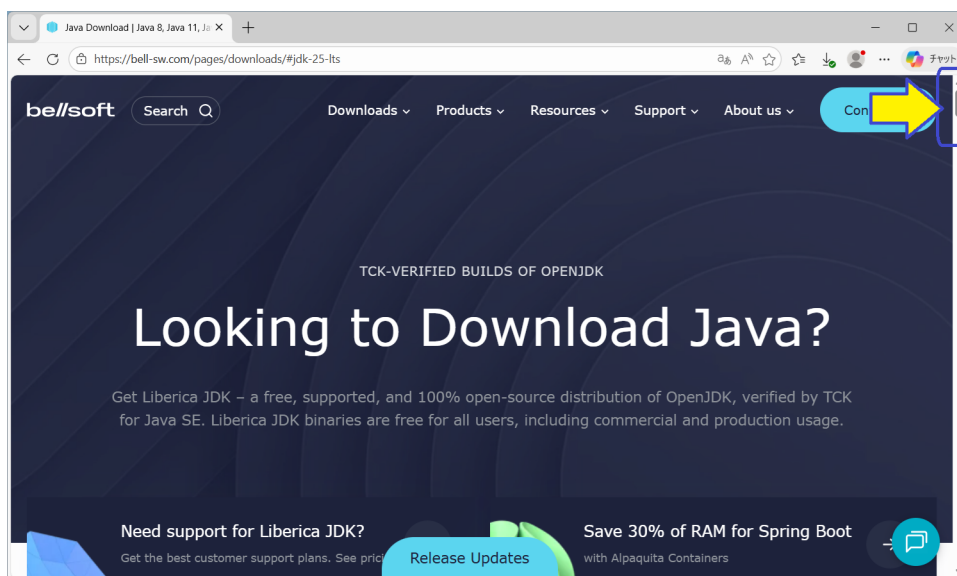 Java Download | Java 8, Java 11, Ja
https://bell-sw.com/pages/downloads/#jdk-25-lts
チャット
bellsoft
Search
Downloads
Products
Resources
Support
About us
Con
TCK-VERIFIED BUILDS OF OPENJDK
Looking to Download Java?
Get Liberica JDK – a free, supported, and 100% open-source distribution of OpenJDK, verified by TCK
for Java SE. Liberica JDK binaries are free for all users, including commercial and production usage.
Need support for Liberica JDK?
Get the best customer support plans. See prici
Release Updates
Save 30% of RAM for Spring Boot
with Alpaquita Containers